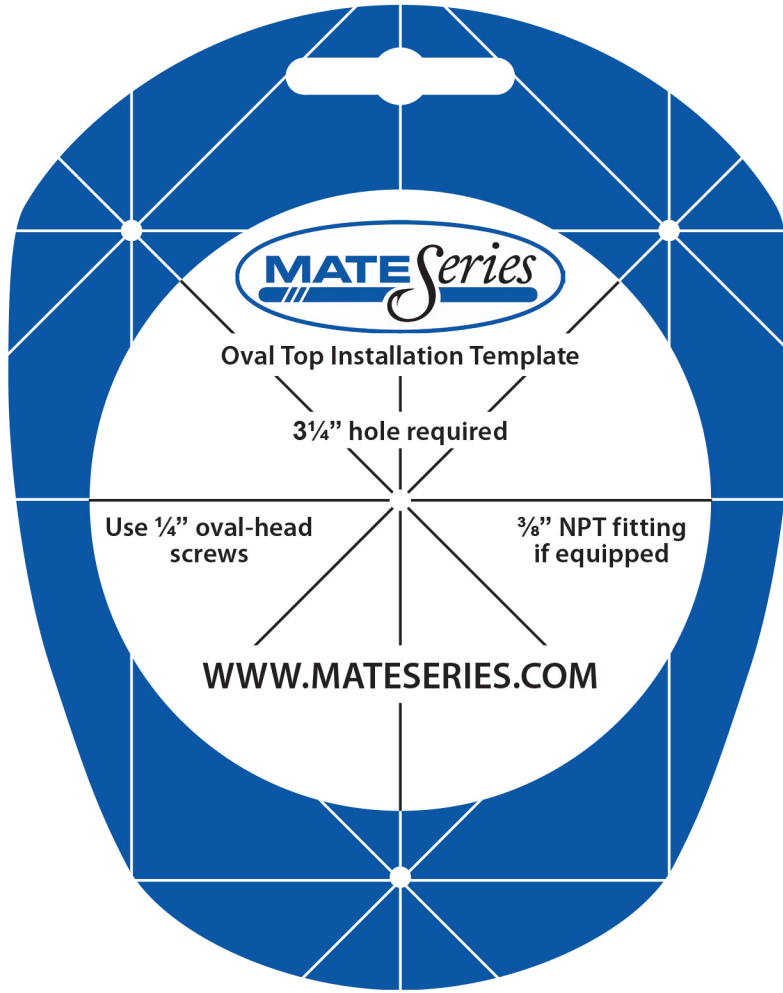 MATE Series
Oval Top Installation Template
3¼” hole required
Use ¼” oval-head
screws
⅜” NPT fitting
if equipped
WWW.MATESERIES.COM